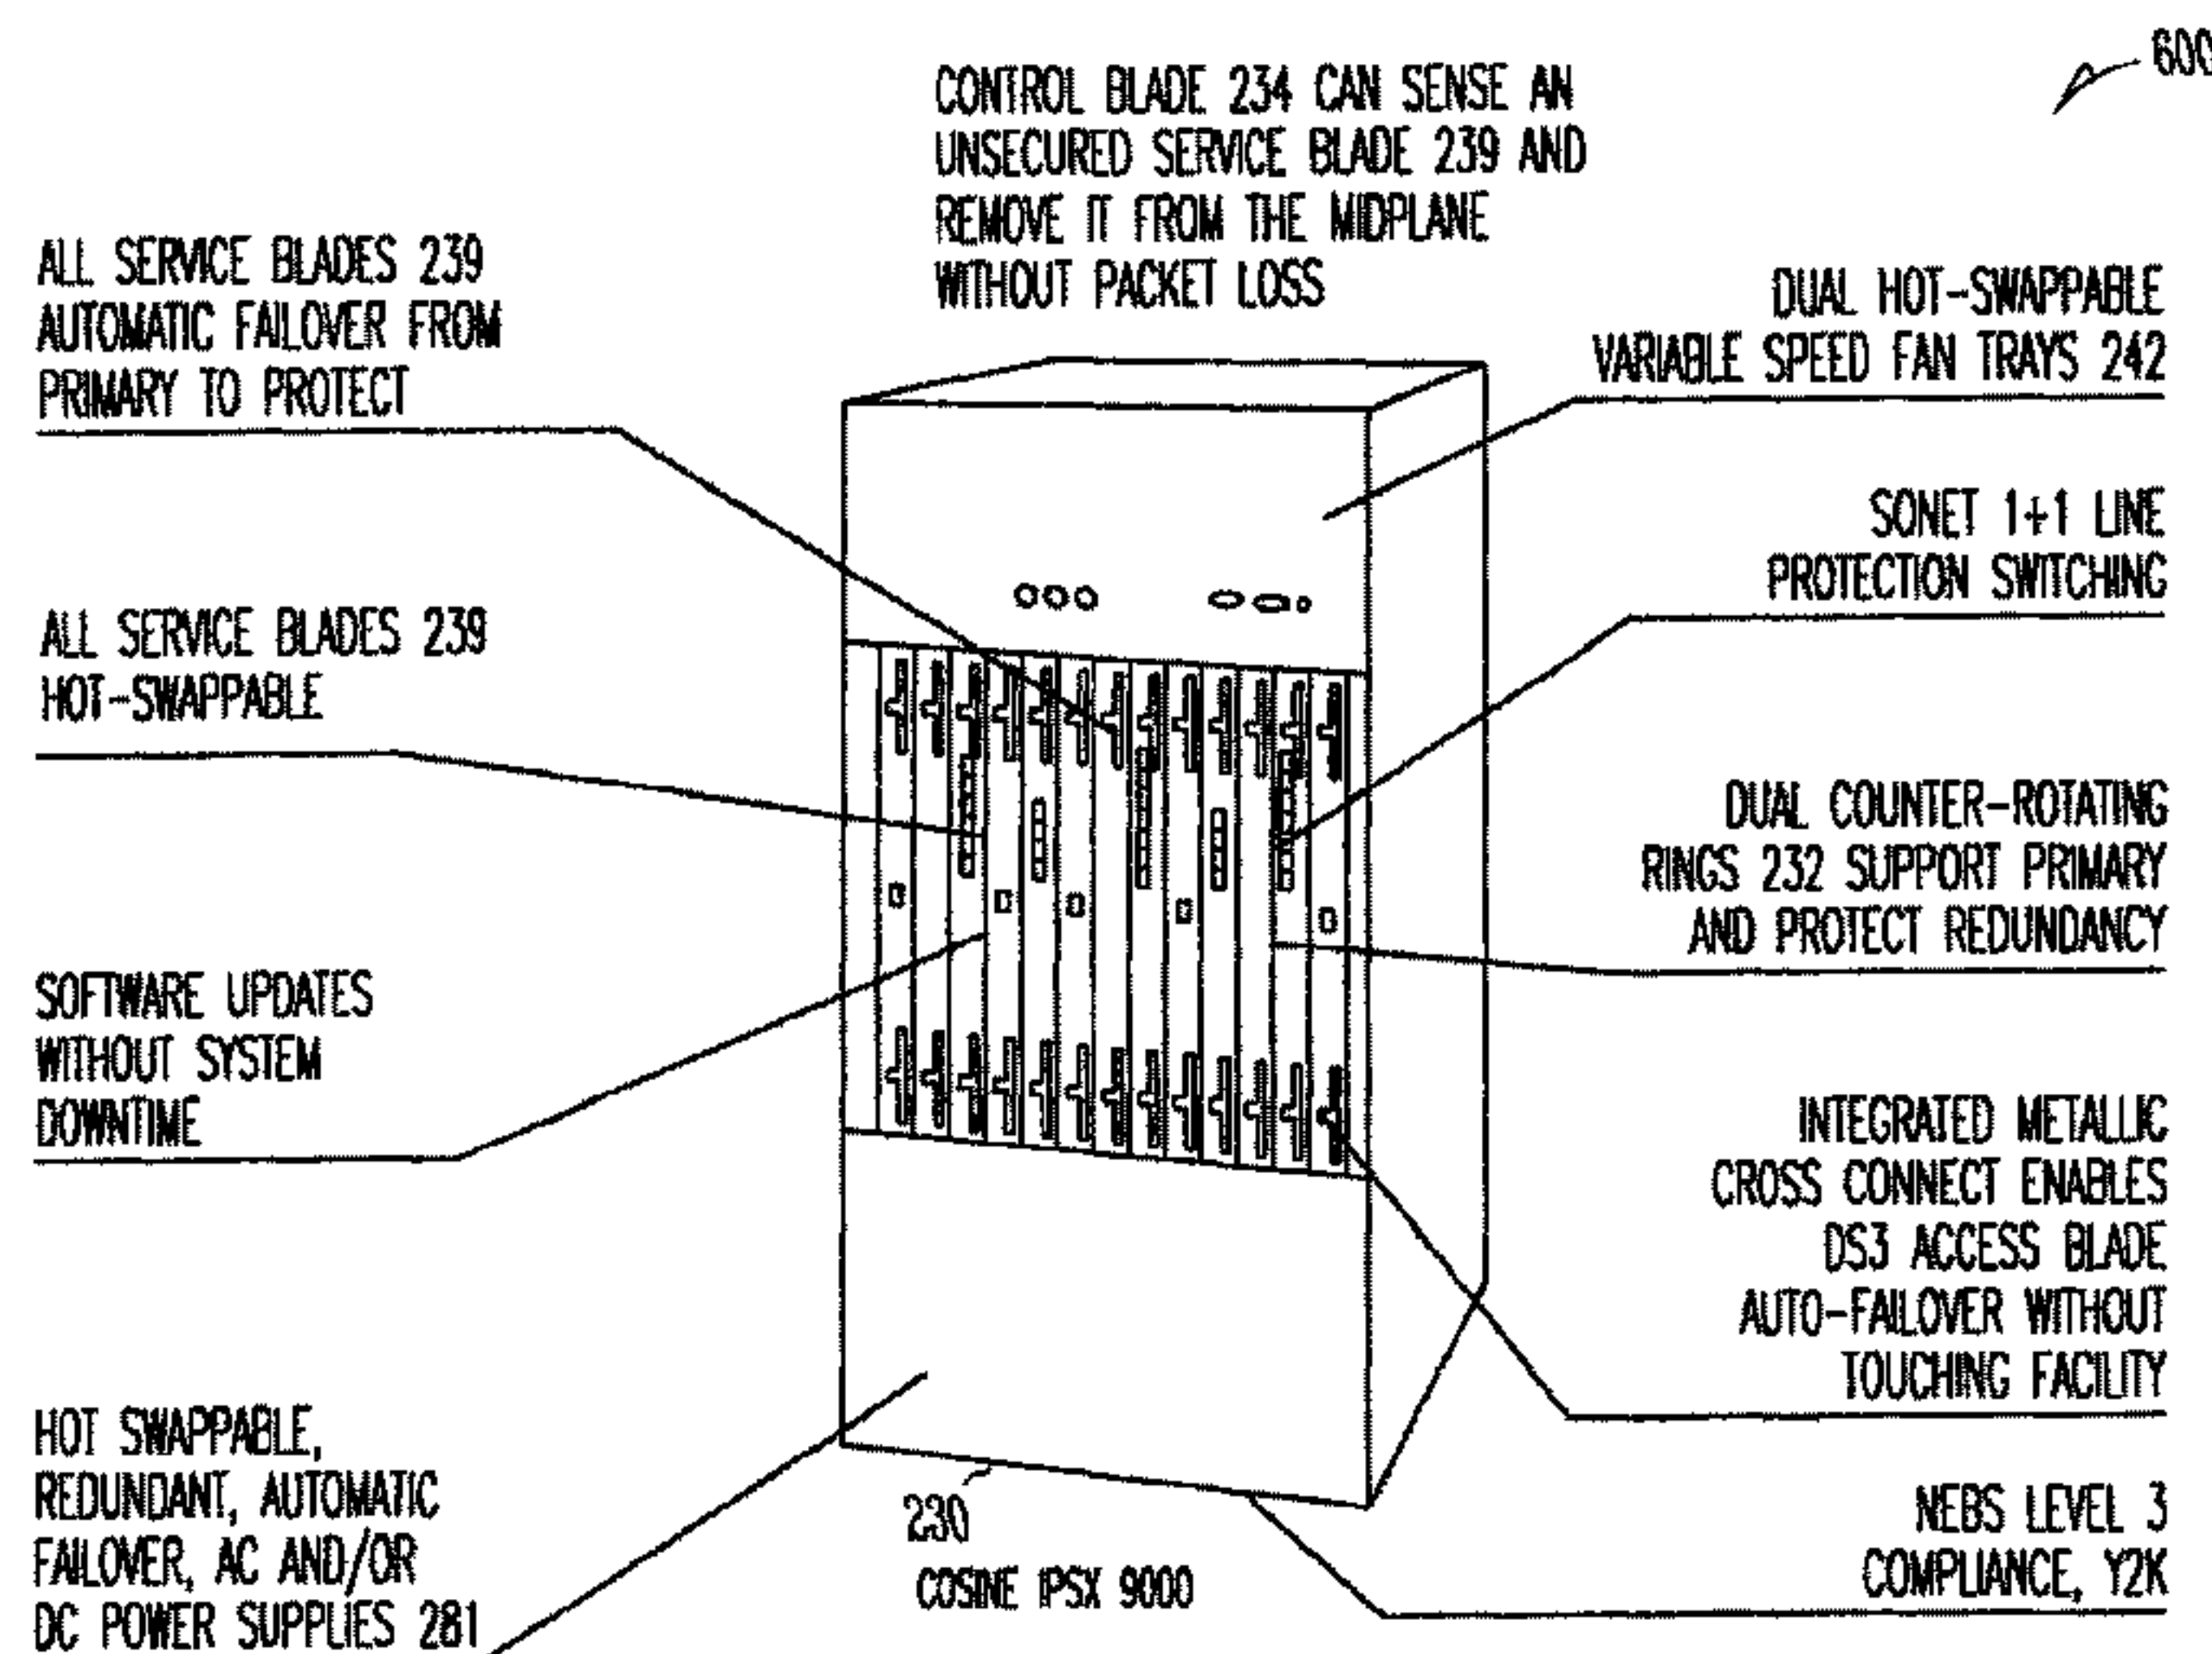 600
CONTROL BLADE 234 CAN SENSE AN
UNSECURED SERVICE BLADE 239 AND
REMOVE IT FROM THE MIDPLANE
WITHOUT PACKET LOSS
ALL SERVICE BLADES 239
AUTOMATIC FAILOVER FROM
PRIMARY TO PROTECT
DUAL HOT-SWAPPABLE
VARIABLE SPEED FAN TRAYS 242
SONET 1+1 LINE
PROTECTION SWITCHING
ALL SERVICE BLADES 239
HOT-SWAPPABLE
DUAL COUNTER-ROTATING
RINGS 232 SUPPORT PRIMARY
AND PROTECT REDUNDANCY
SOFTWARE UPDATES
WITHOUT SYSTEM
DOWNTIME
INTEGRATED METALLIC
CROSS CONNECT ENABLES
DS3 ACCESS BLADE
AUTO-FAILOVER WITHOUT
TOUCHING FACILITY
HOT SWAPPABLE,
REDUNDANT, AUTOMATIC
FAILOVER, AC AND/OR
DC POWER SUPPLIES 281
230
COSINE IPSX 9000
NEBS LEVEL 3
COMPLIANCE, Y2K